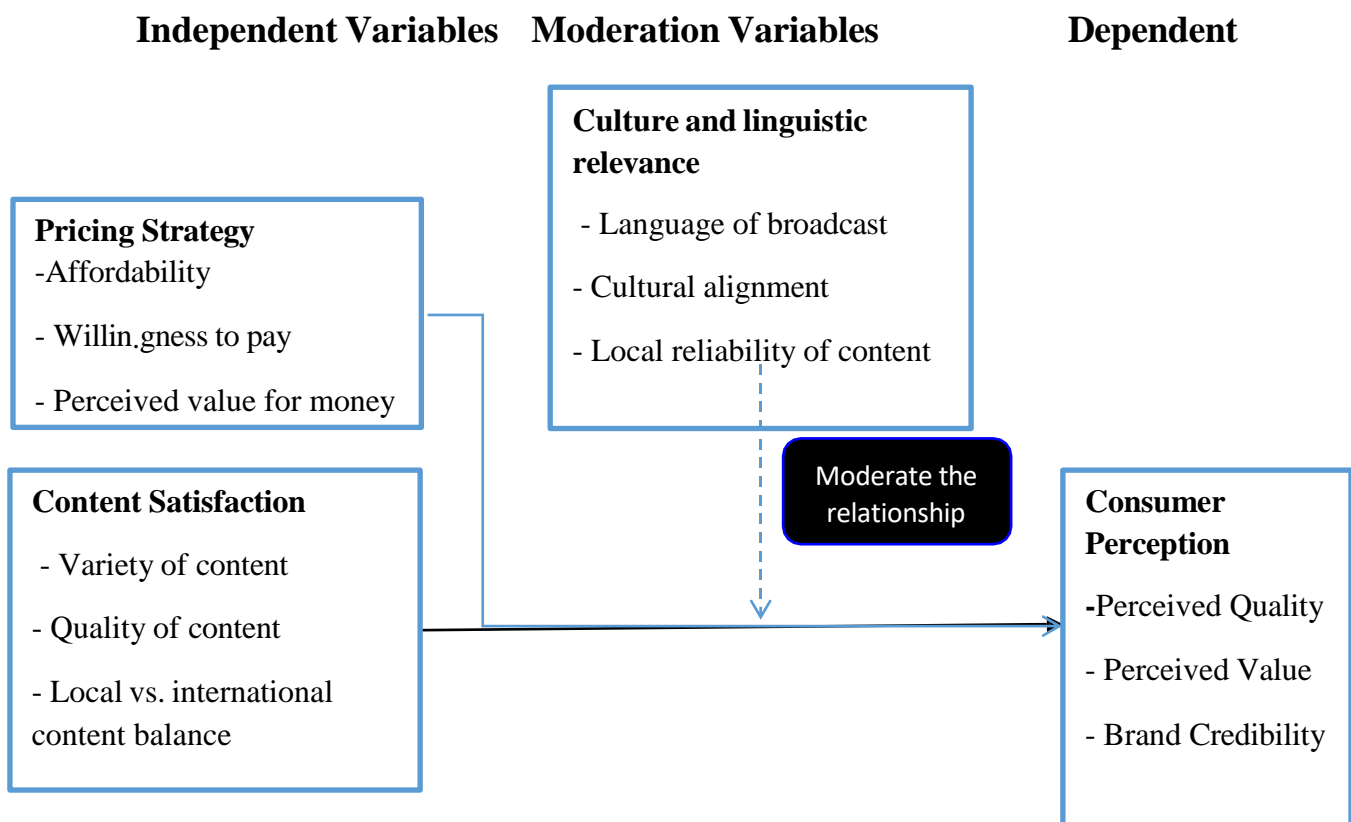 Independent Variables Moderation Variables Dependent
Culture and linguistic
relevance
- Language of broadcast
- Cultural alignment
- Local reliability of content
Pricing Strategy
-Affordability
- Willin.gness to pay
- Perceived value for money
Moderate the
relationship
Content Satisfaction
- Variety of content
- Quality of content
- Local vs. international
content balance
Consumer
Perception
-Perceived Quality
- Perceived Value
- Brand Credibility